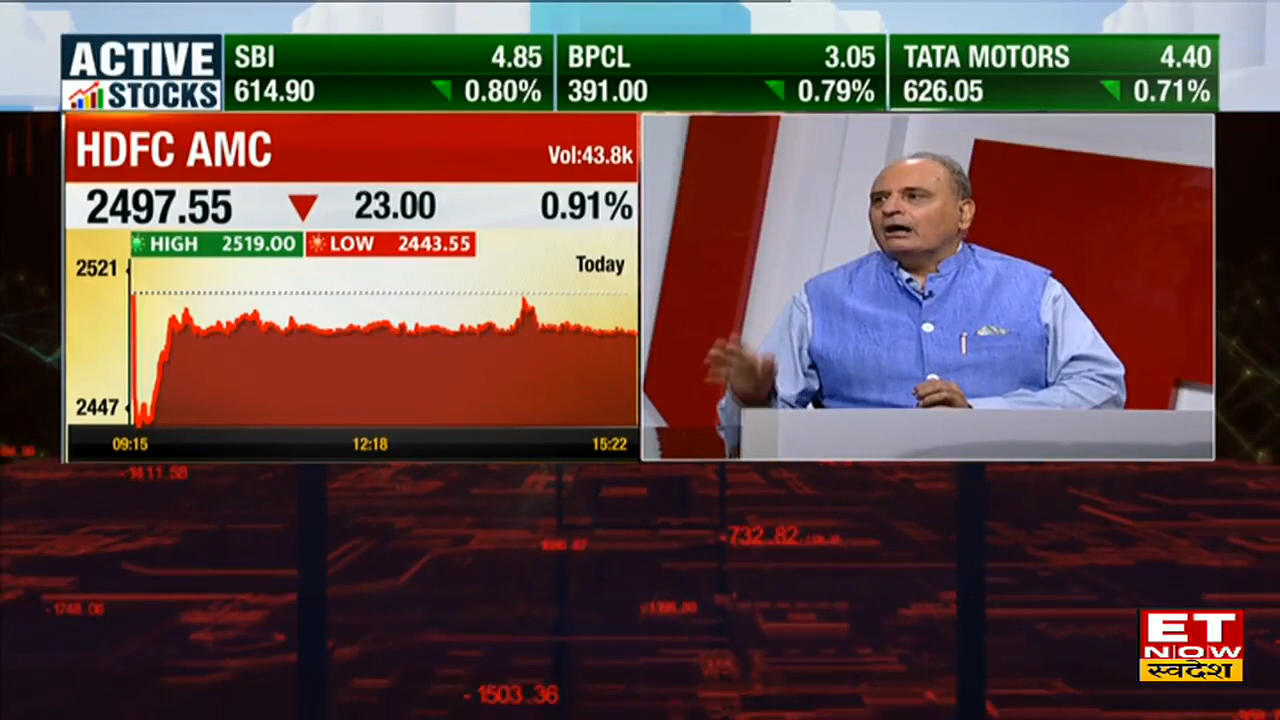 ACTIVE
STOCKS
SBI 4.85
614.90 0.80%
BPCL 3.05
391.00 0.79%
TATA MOTORS 4.40
626.05 0.71%
HDFC AMC
Vol:43.8k
2497.55 23.00 0.91%
HIGH 2519.00 LOW 2443.55
Today
2521
2447
09:15 12:18 15:22
-732.82
-1748.06
- 1503.36
ET
NOW
स्वदेश